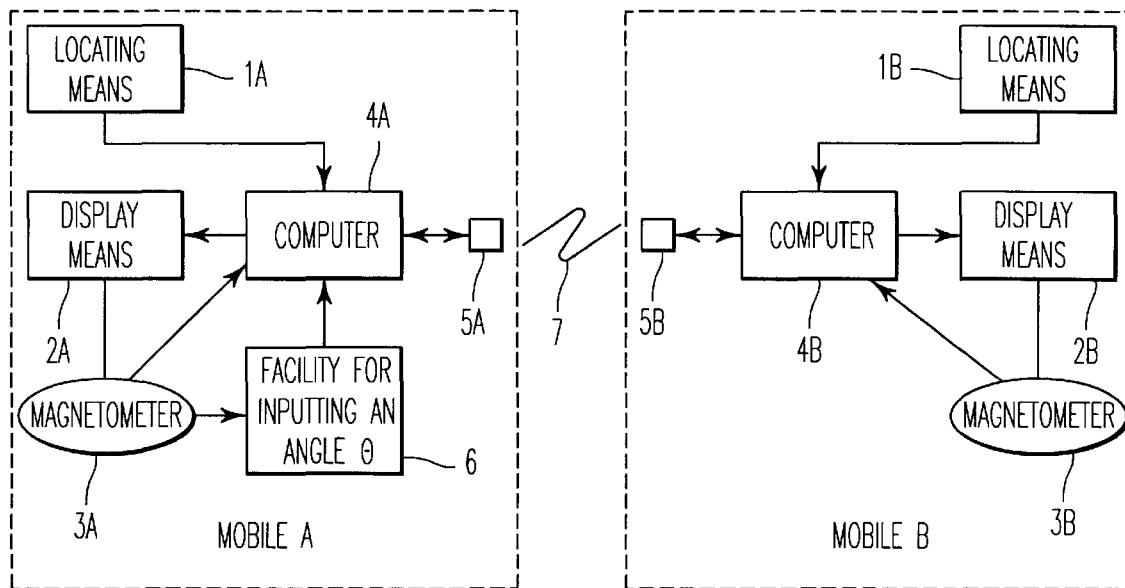 LOCATING
MEANS
1A
4A
DISPLAY
MEANS
COMPUTER
2A
5A
MAGNETOMETER
FACILITY FOR
INPUTTING AN
ANGLE θ
3A
6
MOBILE A
7
LOCATING
MEANS
1B
COMPUTER
DISPLAY
MEANS
5B
4B
2B
MAGNETOMETER
3B
MOBILE B